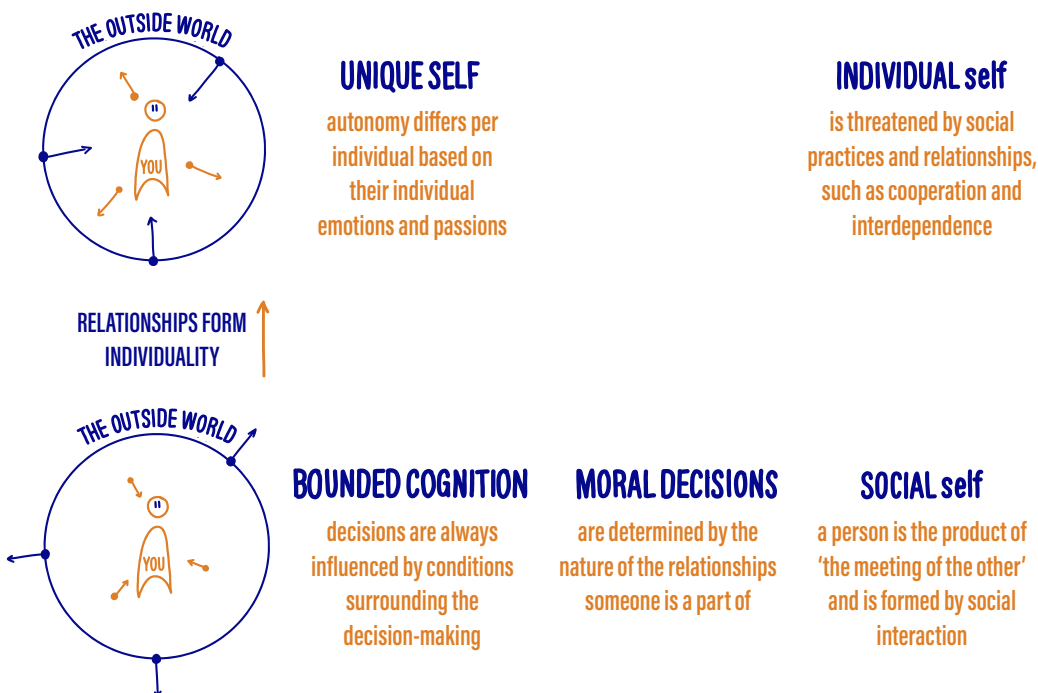 THE OUTSIDE WORLD
YOU
UNIQUE SELF
autonomy differs per
individual based on
their individual
emotions and passions
INDIVIDUAL self
is threatened by social
practices and relationships,
such as cooperation and
interdependence
RELATIONSHIPS FORM
INDIVIDUALITY
THE OUTSIDE WORLD
YOU
BOUNDED COGNITION
decisions are always
influenced by conditions
surrounding the
decision-making
MORAL DECISIONS
are determined by the
nature of the relationships
someone is a part of
SOCIAL self
a person is the product of
‘the meeting of the other’
and is formed by social
interaction